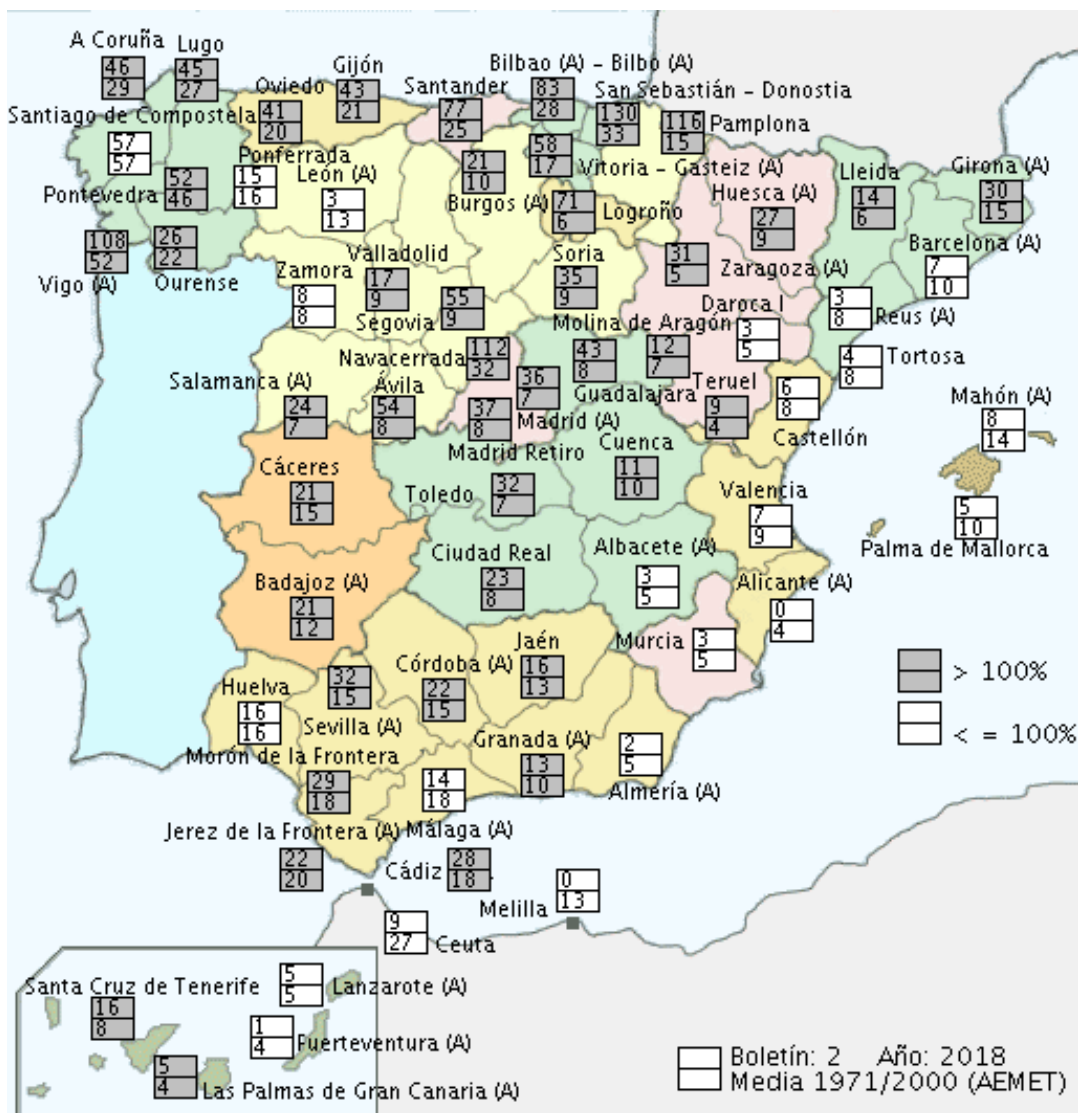 A Coruña
46
29
Lugo
45
27
Oviedo
41
20
Gijón
43
21
Santander
77
25
Bilbao (A) - Bilbó (A)
83
28
San Sebastián - Donostia
130
33
116
15
Pamplona
Santiago de Compostela
57
57
Ponferrada
15
16
León (A)
3
13
21
10
Burgos (A)
58
17
Vitoria - Gasteiz (A)
71
6
Logroño
Huesca (A)
27
9
Lleida
14
6
Girona (A)
30
15
Pontevedra
52
46
108
52
Vigo (A)
26
22
Ourense
Zamora
8
8
Valladolid
17
9
Segovia
55
9
Soria
35
9
31
5
Zaragoza (A)
Barcelona (A)
7
10
Daroca I
3
5
3
8
Reus (A)
Navacerrada
112
32
Molina de Aragón
43
8
Guadalajara
12
7
4
8
Tortosa
Salamanca (A)
24
7
Ávila
54
8
36
7
37
8
Madrid (A)
Madrid Retiro
Teruel
9
4
6
8
Castellón
Mahón (A)
8
14
Cáceres
21
15
Toledo
32
7
Cuenca
11
10
Valencia
7
9
5
10
Palma de Mallorca
Badajoz (A)
21
12
Ciudad Real
23
8
Albacete (A)
3
5
Alicante (A)
0
4
Murcia
3
5
Huelva
16
16
32
15
Sevilla (A)
Córdoba (A)
22
15
Jaén
16
13
> 100%
< = 100%
Morón de la Frontera
29
18
14
18
Málaga (A)
Granada (A)
13
10
2
5
Almería (A)
Jerez de la Frontera (A)
22
20
Cádiz
28
18
Melilla
0
13
9
27
Ceuta
Santa Cruz de Tenerife
16
8
5
5
Lanzarote (A)
1
4
Fuerteventura (A)
5
4
Las Palmas de Gran Canaria (A)
Boletín: 2 Año: 2018
Media 1971/2000 (AEMET)